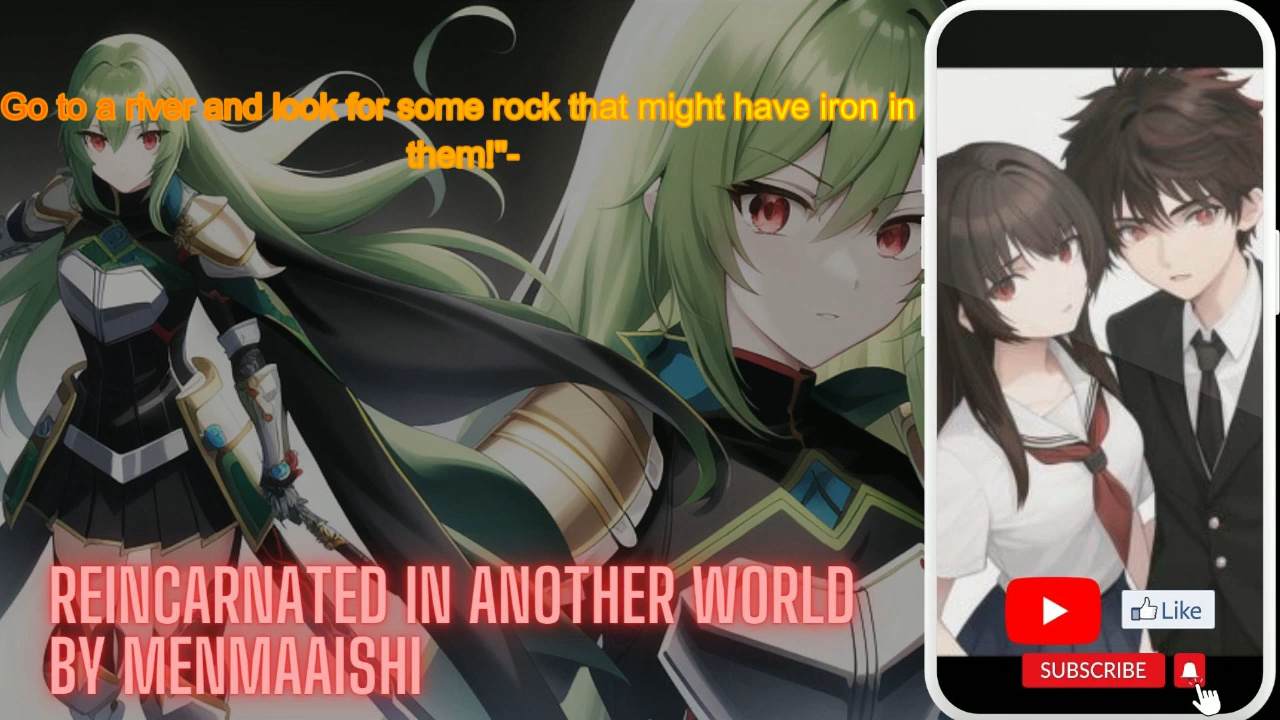 Go to a river and look for some rock that might have iron in
them!"-
REINCARNATED IN ANOTHER WORLD
BY MENMAAISHI
Like
SUBSCRIBE